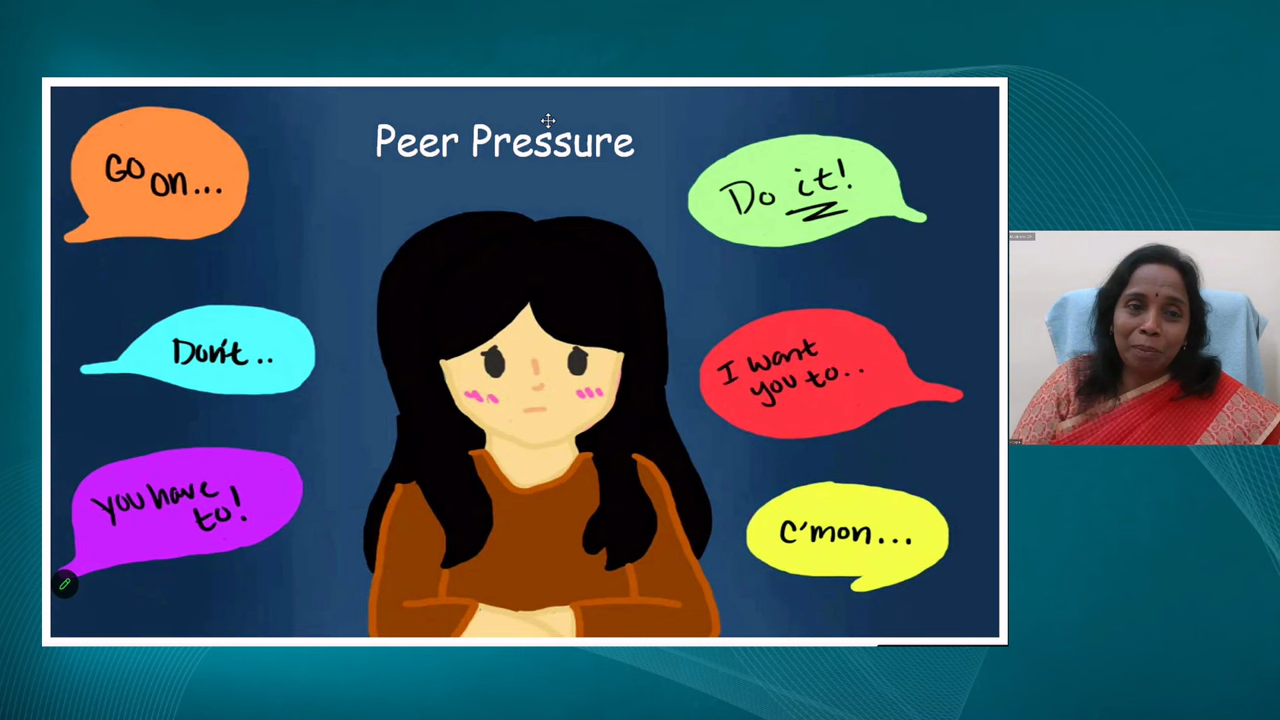 Peer Pressure
Go
on...
Do it!
Don't..
I want
you to..
you have
to!
C'mon...